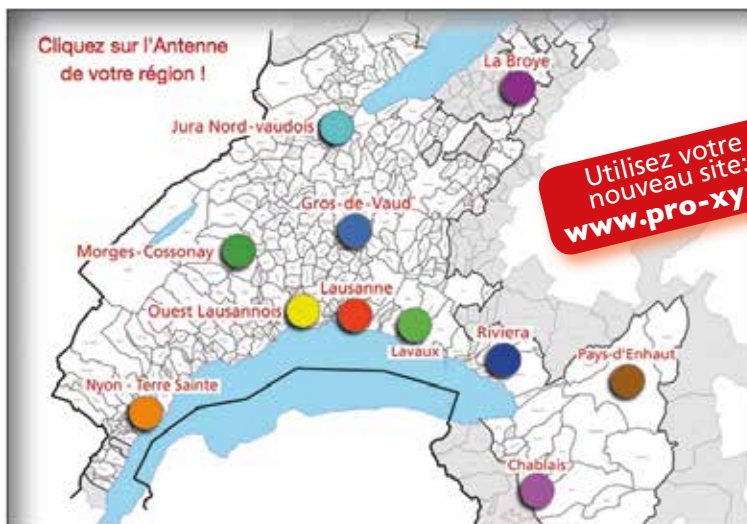 Cliquez sur l'Antenne
de votre région !
La Broye
Jura Nord-vaudois
Utilisez votre
nouveau site:
www.pro-xy
Gros-de-Vaud
Morges-Cossonay
Ouest Lausannois
Lausanne
Lavaux
Riviera
Pays-d'Enhaut
Nyon - Terre Sainte
Chablais